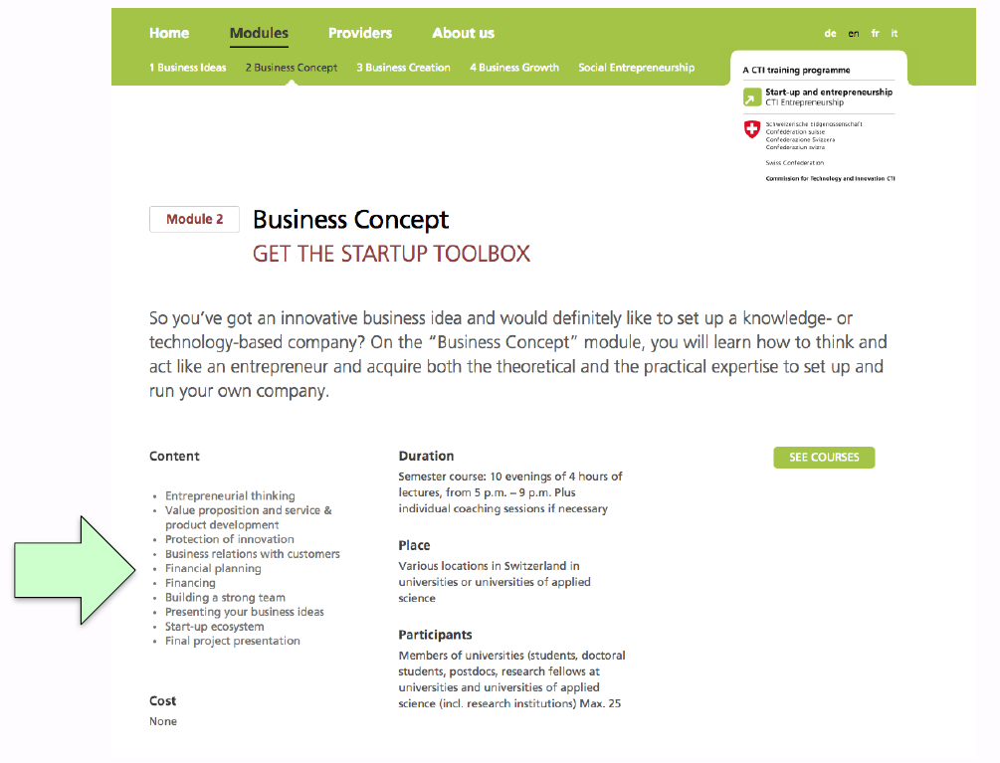 Home Modules Providers About us de en fr it
1 Business Ideas 2 Business Concept 3 Business Creation 4 Business Growth Social Entrepreneurship
A CTI training programme
Start-up and entrepreneurship
CTI Entrepreneurship
Schweizerische Eidgenossenschaft
Confédération suisse
Confederazione Svizzera
Confederaziun svizra
Swiss Confederation
Commission for Technology and Innovation CTI
Module 2 Business Concept
GET THE STARTUP TOOLBOX
So you’ve got an innovative business idea and would definitely like to set up a knowledge- or
technology-based company? On the “Business Concept” module, you will learn how to think and
act like an entrepreneur and acquire both the theoretical and the practical expertise to set up and
run your own company.
Content
• Entrepreneurial thinking
• Value proposition and service &
product development
• Protection of innovation
• Business relations with customers
• Financial planning
• Financing
• Building a strong team
• Presenting your business ideas
• Start-up ecosystem
• Final project presentation
Cost
None
Duration
Semester course: 10 evenings of 4 hours of
lectures, from 5 p.m. – 9 p.m. Plus
individual coaching sessions if necessary
Place
Various locations in Switzerland in
universities or universities of applied
science
Participants
Members of universities (students, doctoral
students, postdocs, research fellows at
universities and universities of applied
science (incl. research institutions) Max. 25
SEE COURSES